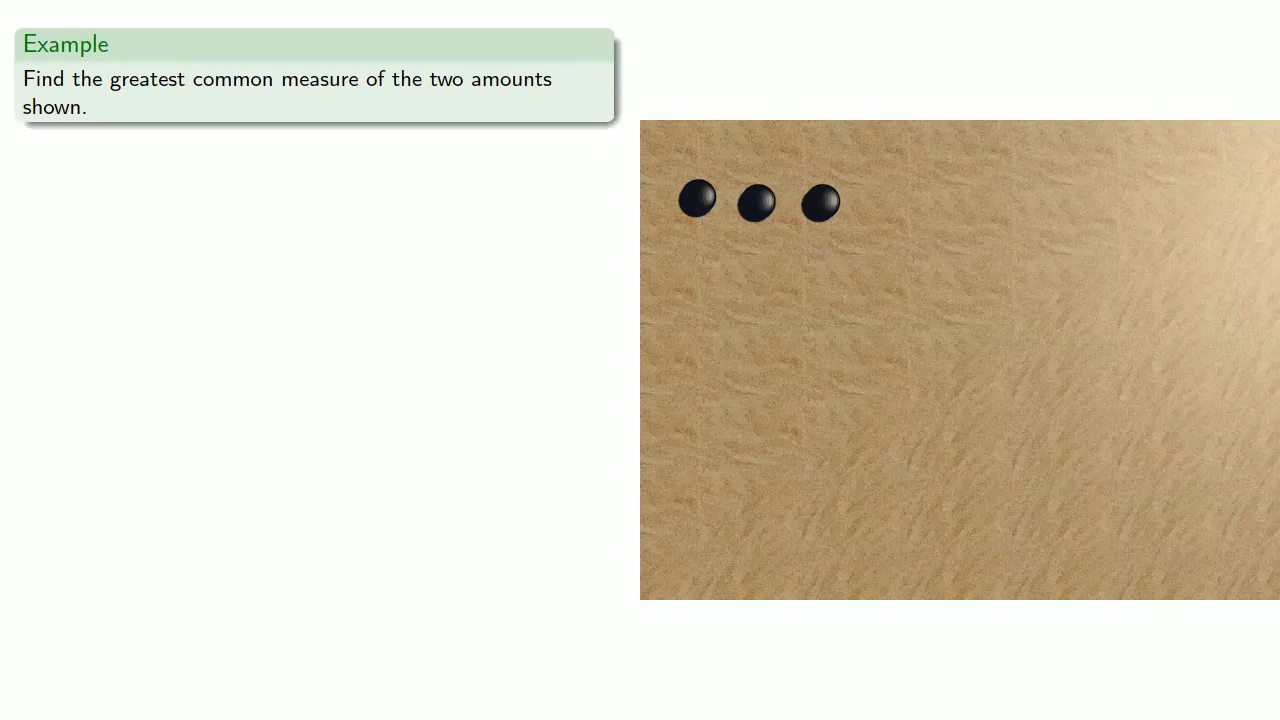 Example
Find the greatest common measure of the two amounts
shown.